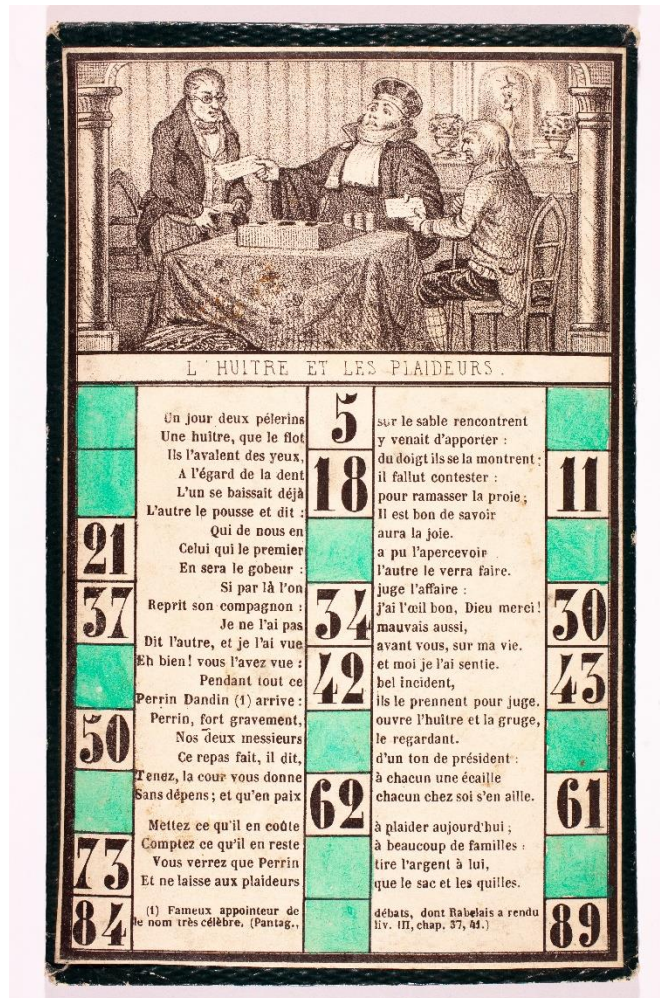 L'HUITRE ET LES PLAIDEURS.
Un jour deux pélerins sur le sable rencontrent
Une huître, que le flot y venait d'apporter :
Ils l'avalent des yeux, du doigt ils se la montrent ;
A l'égard de la dent il fallut contester :
L'un se baissait déjà pour ramasser la proie ;
L'autre le pousse et dit : Il est bon de savoir
Qui de nous en aura la joie.
Celui qui le premier a pu l'apercevoir
En sera le gobeur : l'autre le verra faire.
Si par là l'on juge l'affaire :
Reprit son compagnon : j'ai l'œil bon, Dieu merci !
Je ne l'ai pas mauvais aussi,
Dit l'autre, et je l'ai vue avant vous, sur ma vie.
Eh bien ! vous l'avez vue : et moi je l'ai sentie.
Pendant tout ce bel incident,
Perrin Dandin (1) arrive : ils le prennent pour juge.
Perrin, fort gravement, ouvre l'huître et la gruge,
Nos deux messieurs le regardant.
Ce repas fait, il dit, d'un ton de président :
Tenez, la cour vous donne à chacun une écaille
Sans dépens ; et qu'en paix chacun chez soi s'en aille.
Mettez ce qu'il en coûte à plaider aujourd'hui ;
Comptez ce qu'il en reste à beaucoup de familles :
Vous verrez que Perrin tire l'argent à lui,
Et ne laisse aux plaideurs que le sac et les quilles.
(1) Fameux appointeur de débats, dont Rabelais a rendu
le nom très célèbre. (Pantag., liv. III, chap. 37, 41.)
5
18 11
21
37 34 30
42 43
50
62 61
73
84 89